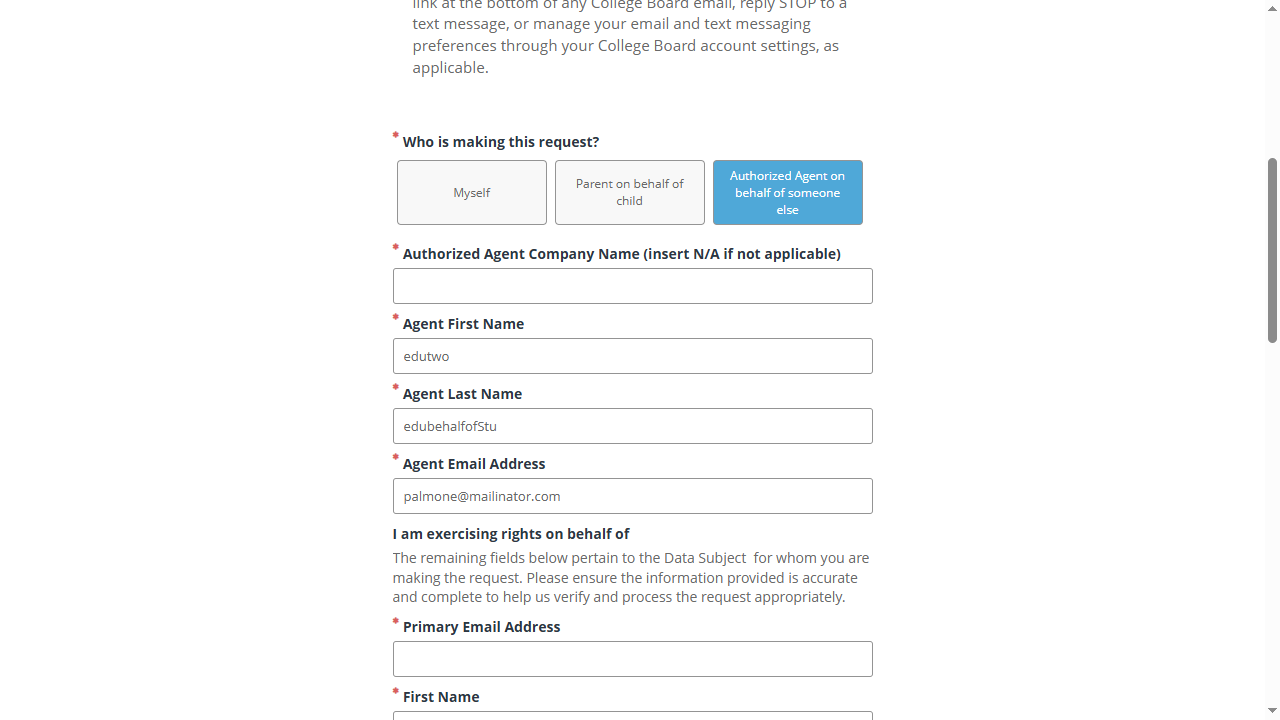 link at the bottom of any College Board email, reply STOP to a
text message, or manage your email and text messaging
preferences through your College Board account settings, as
applicable.
* Who is making this request?
Myself
Parent on behalf of
child
Authorized Agent on
behalf of someone
else
* Authorized Agent Company Name (insert N/A if not applicable)
* Agent First Name
edutwo
* Agent Last Name
edubehalfofStu
* Agent Email Address
palmone@mailinator.com
I am exercising rights on behalf of
The remaining fields below pertain to the Data Subject  for whom you are
making the request. Please ensure the information provided is accurate
and complete to help us verify and process the request appropriately.
* Primary Email Address
* First Name